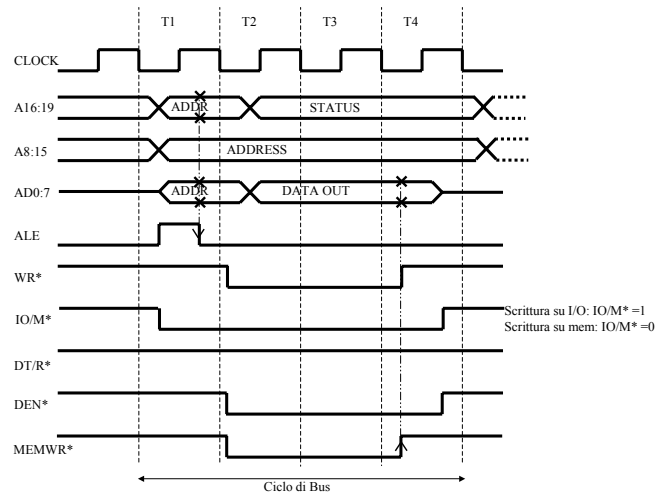 T1 T2 T3 T4
CLOCK
A16:19 ADDR STATUS
A8:15 ADDRESS
AD0:7 ADDR DATA OUT
ALE
WR*
IO/M*
Scrittura su I/O: IO/M* =1
Scrittura su mem: IO/M* =0
DT/R*
DEN*
MEMWR*
Ciclo di Bus